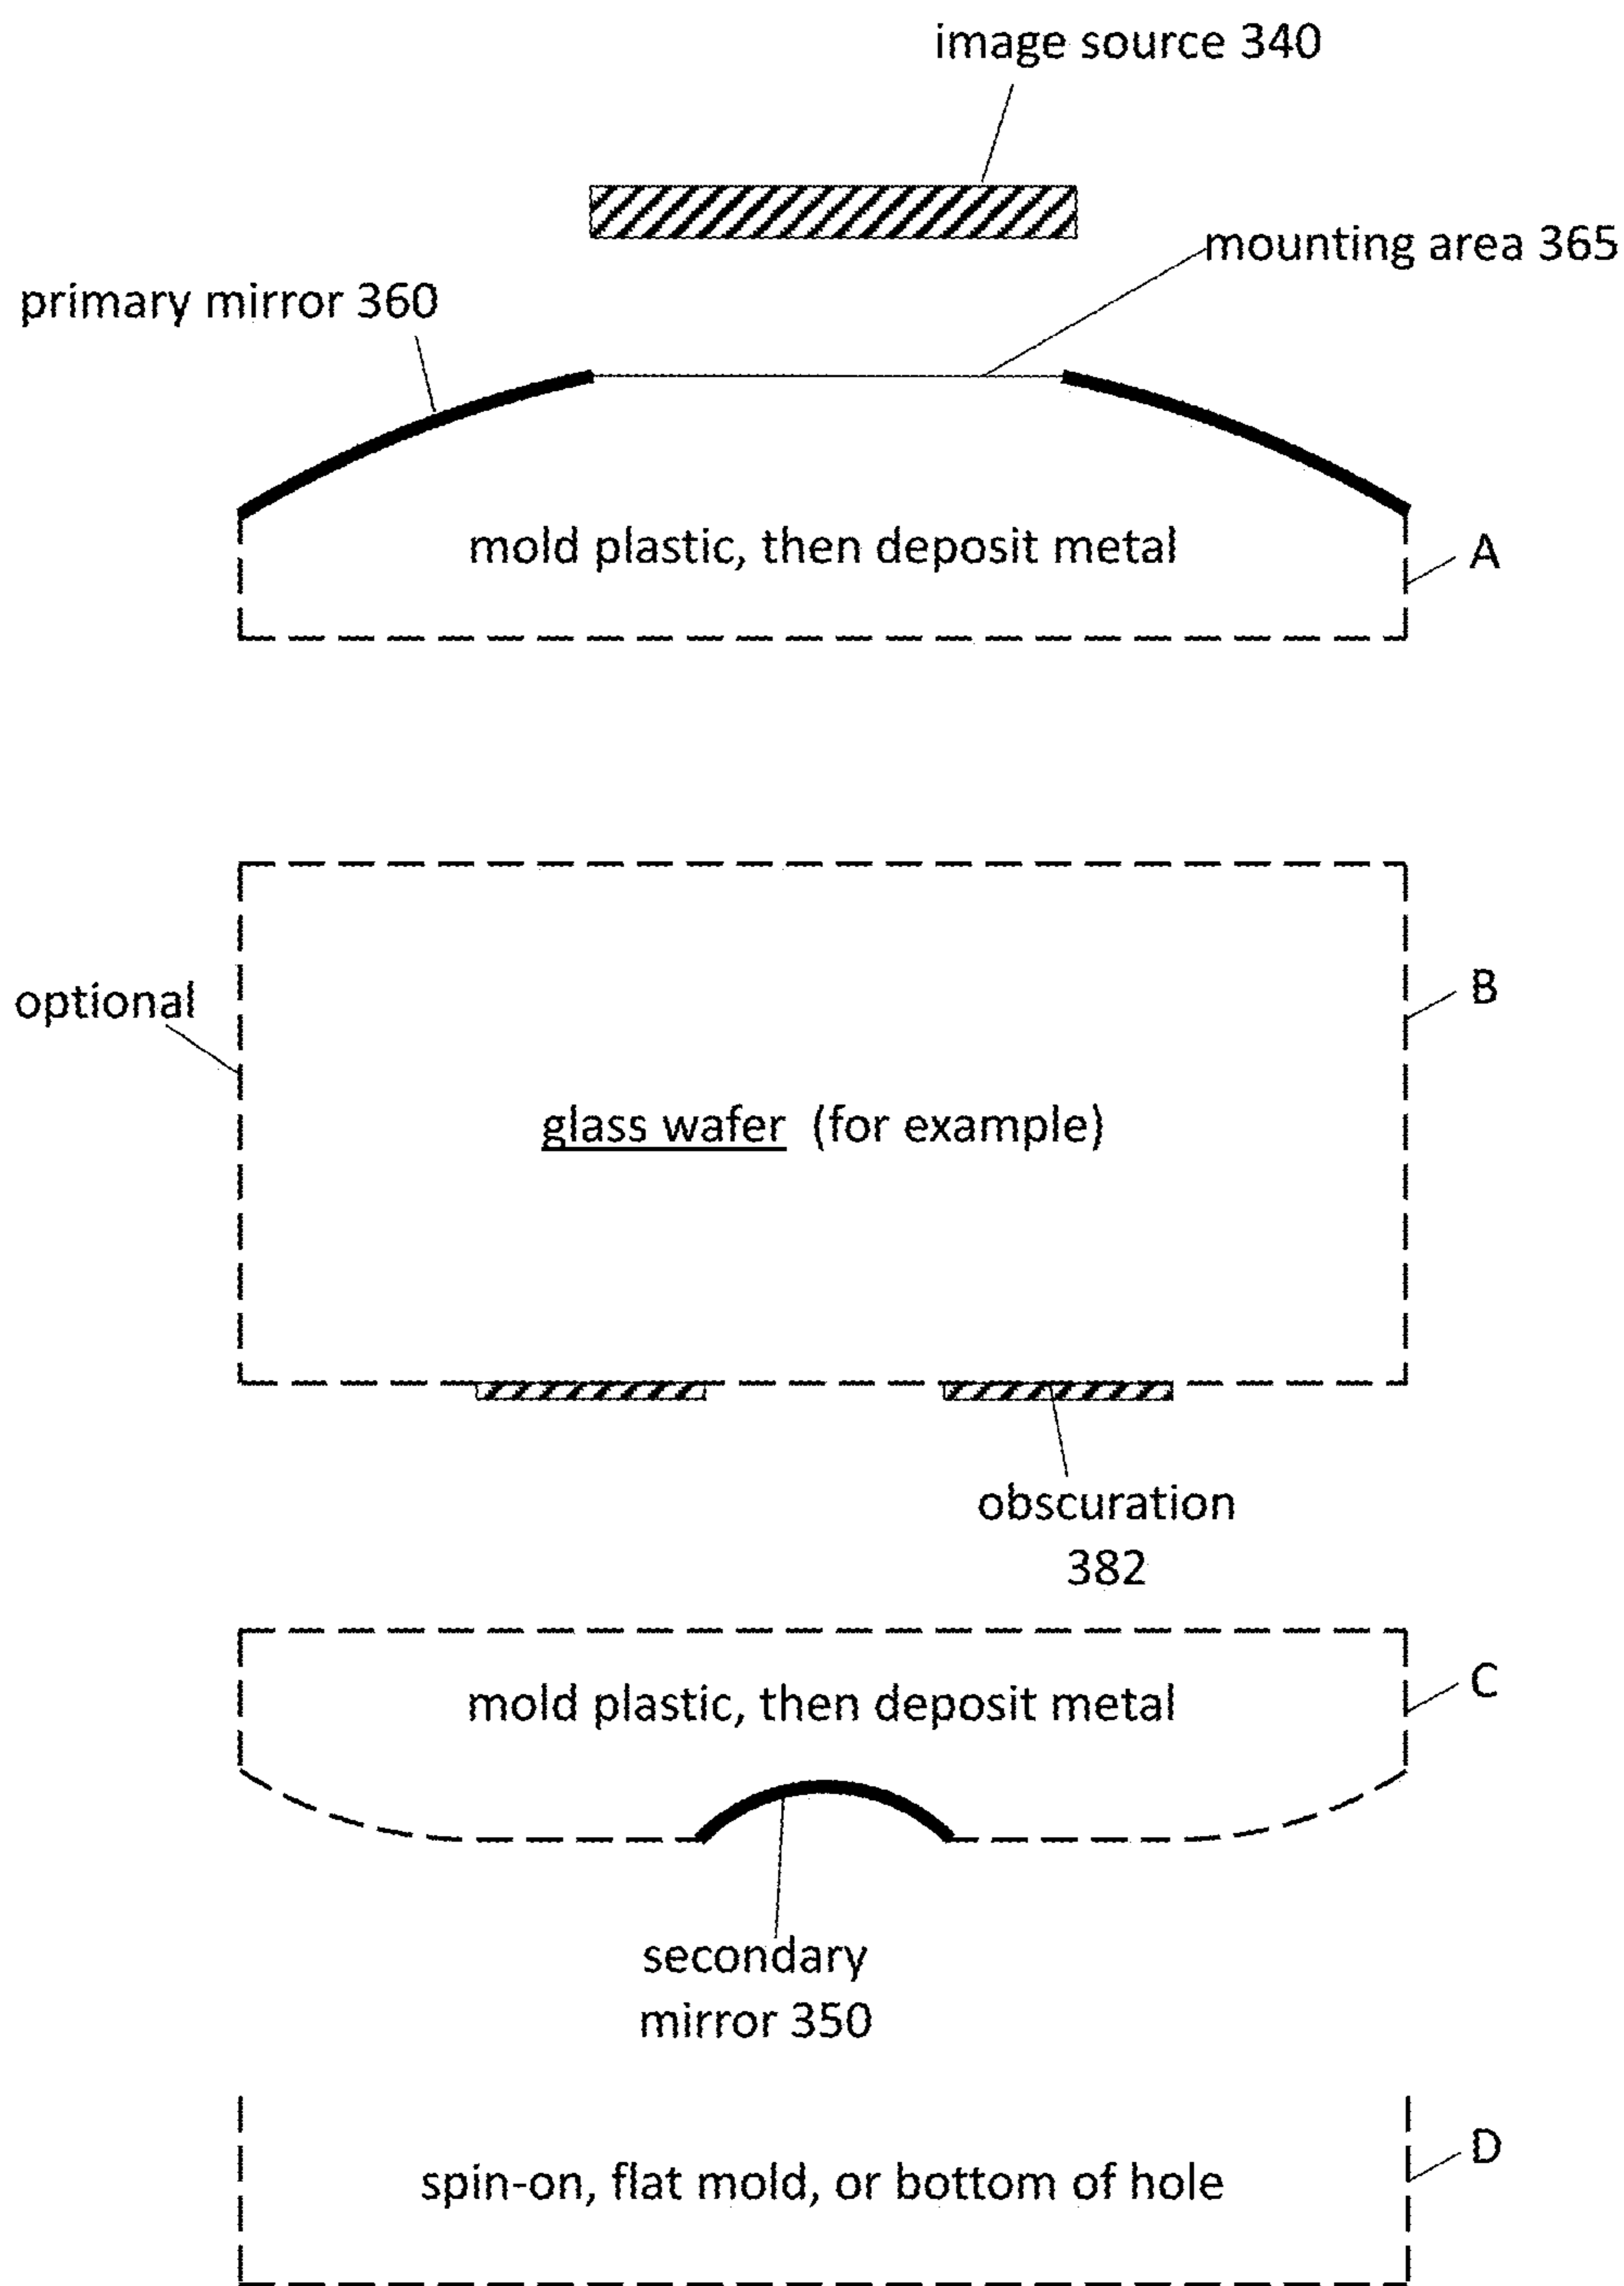 image source 340
mounting area 365
primary mirror 360
mold plastic, then deposit metal
A
B
optional
glass wafer (for example)
obscuration
382
mold plastic, then deposit metal
C
secondary
mirror 350
D
spin-on, flat mold, or bottom of hole